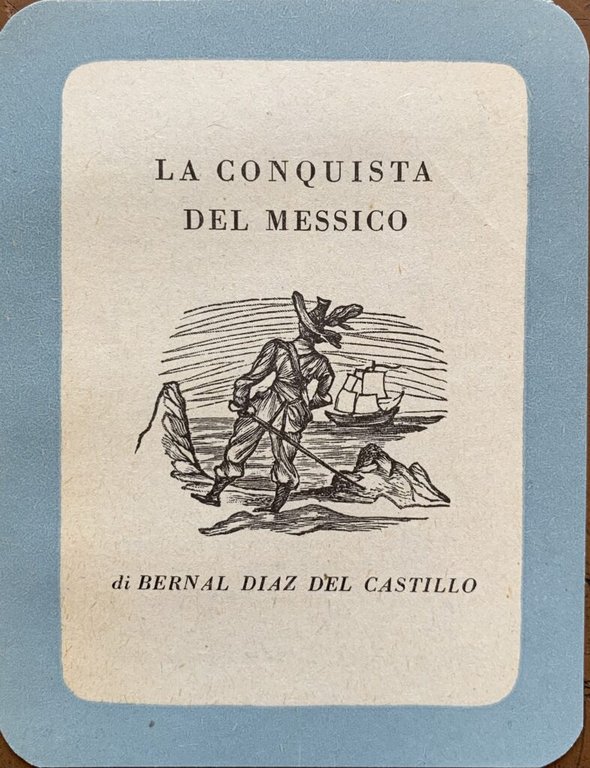 LA CONQUISTA
DEL MESSICO
di BERNAL DIAZ DEL CASTILLO